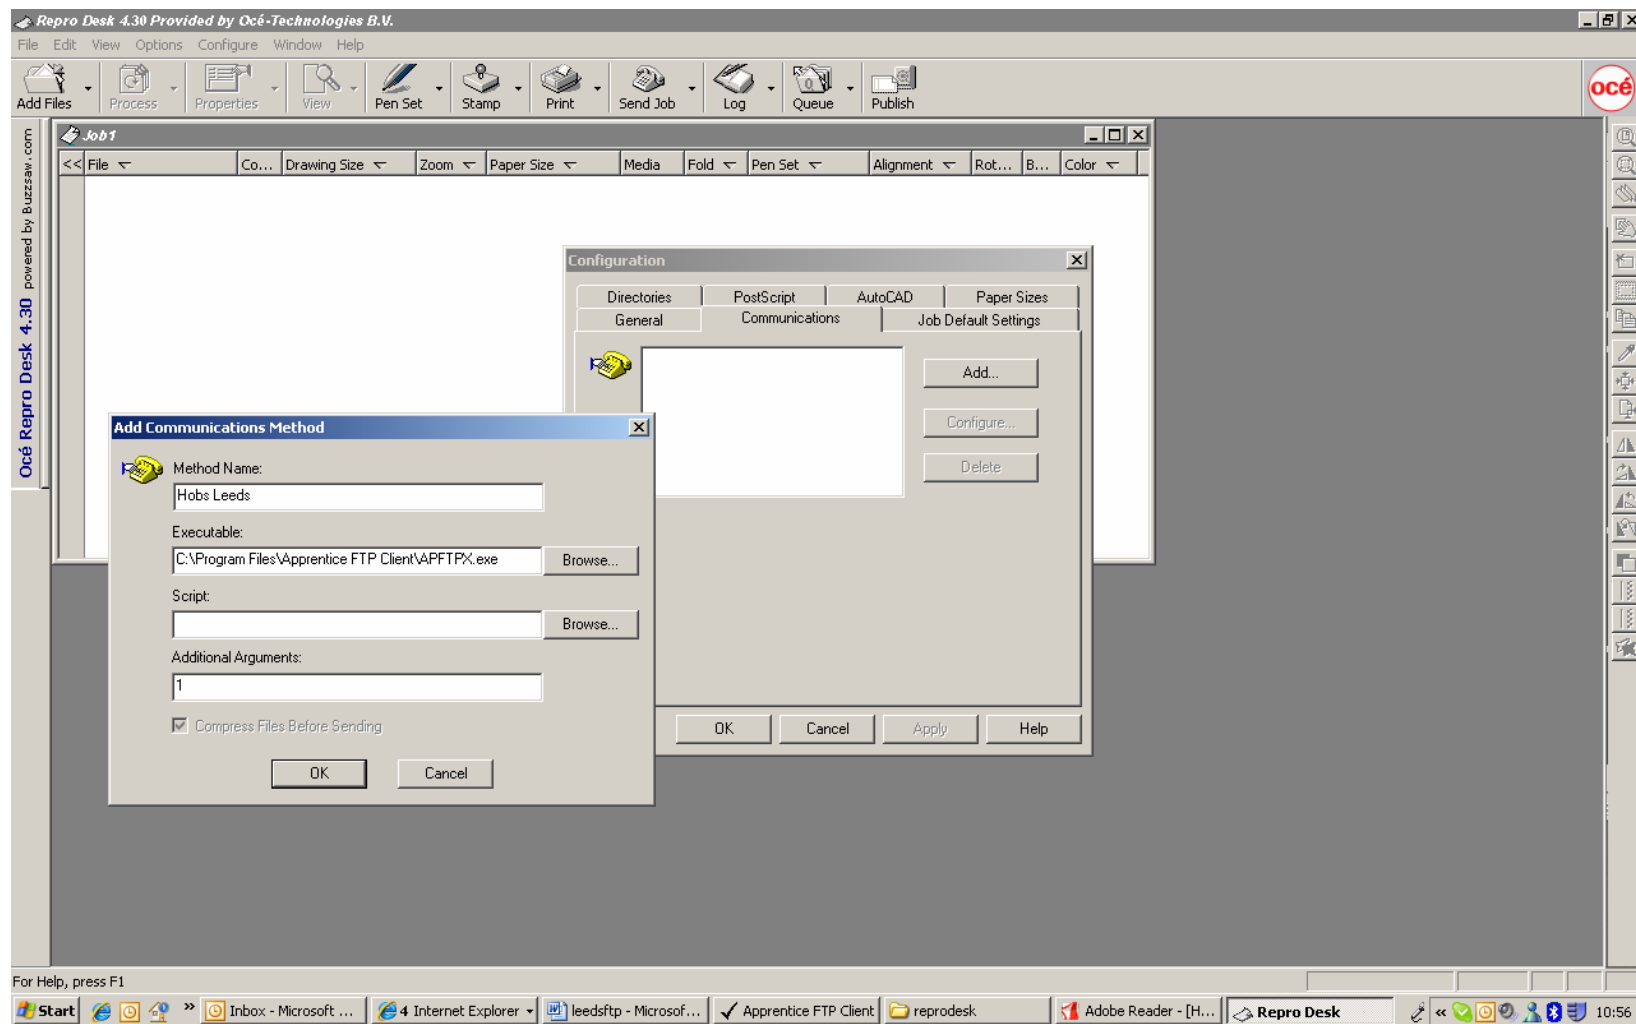 Repro Desk 4.30 Provided by Océ-Technologies B.V.
File Edit View Options Configure Window Help
Add Files Process Properties View Pen Set Stamp Print Send Job Log Queue Publish
océ
Océ Repro Desk 4.30 powered by Buzzsaw.com
Job1
<< File Co... Drawing Size Zoom Paper Size Media Fold Pen Set Alignment Rot... B... Color
Configuration
Directories PostScript AutoCAD Paper Sizes
General Communications Job Default Settings
Add...
Configure...
Delete
OK Cancel Apply Help
Add Communications Method
Method Name:
Hobs Leeds
Executable:
C:\Program Files\Apprentice FTP Client\APFTPX.exe Browse...
Script:
Browse...
Additional Arguments:
1
Compress Files Before Sending
OK Cancel
For Help, press F1
Start » Inbox - Microsoft ... 4 Internet Explorer leedsftp - Microsof... Apprentice FTP Client reprodesk Adobe Reader - [H... Repro Desk « 10:56